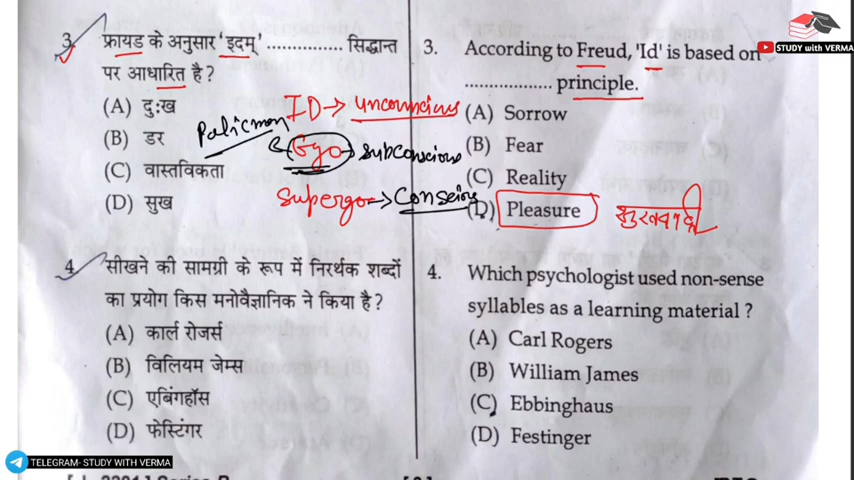 STUDY with VERMA
3. फ्रायड के अनुसार 'इदम्' ............... सिद्धान्त
पर आधारित है?
(A) दुःख
(B) डर
(C) वास्तविकता
(D) सुख
ID → unconscious
Policman
Ego → subconscious
Supergo → Conscious
4. सीखने की सामग्री के रूप में निरर्थक शब्दों
का प्रयोग किस मनोवैज्ञानिक ने किया है?
(A) कार्ल रोजर्स
(B) विलियम जेम्स
(C) एबिंगहॉस
(D) फेस्टिंगर
3. According to Freud, 'Id' is based on
................. principle.
(A) Sorrow
(B) Fear
(C) Reality
(D) Pleasure
4. Which psychologist used non-sense
syllables as a learning material ?
(A) Carl Rogers
(B) William James
(C) Ebbinghaus
(D) Festinger
TELEGRAM- STUDY WITH VERMA